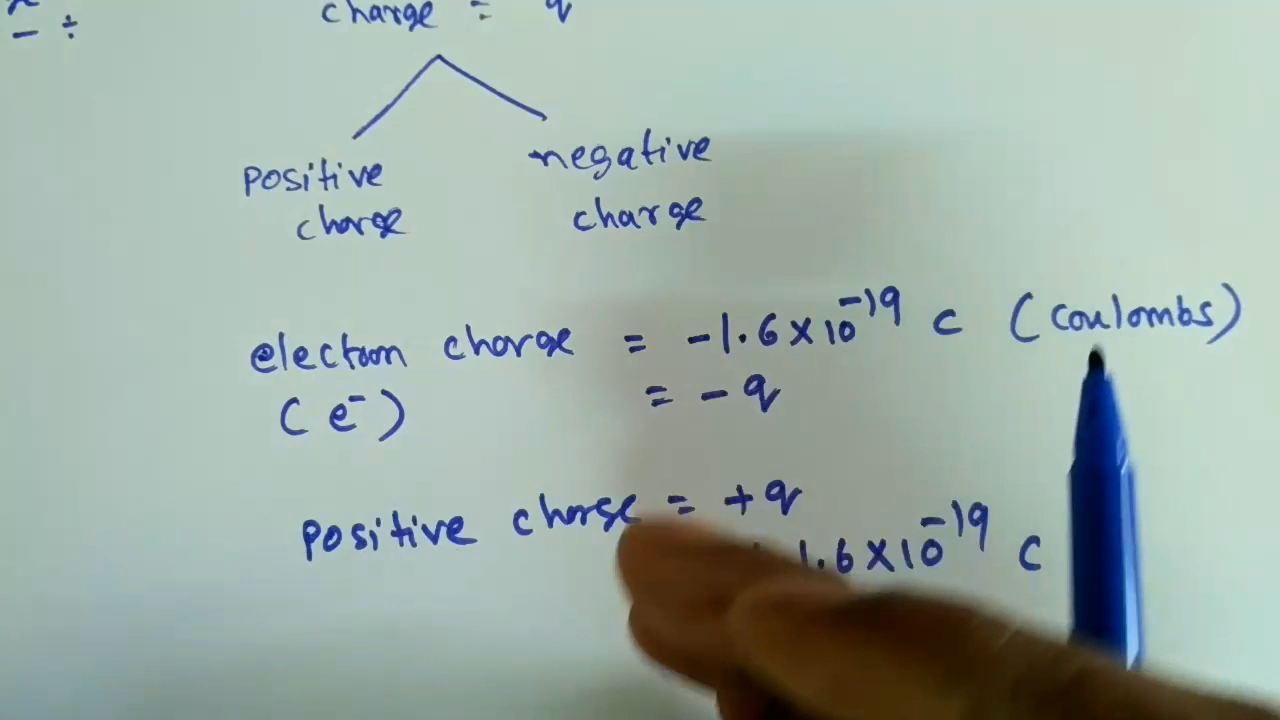 - ÷
charge = q
positive
charge
negative
charge
electron charge = -1.6×10⁻¹⁹ c (coulombs)
(e⁻) = - q
positive charge = + q
1.6×10⁻¹⁹ c